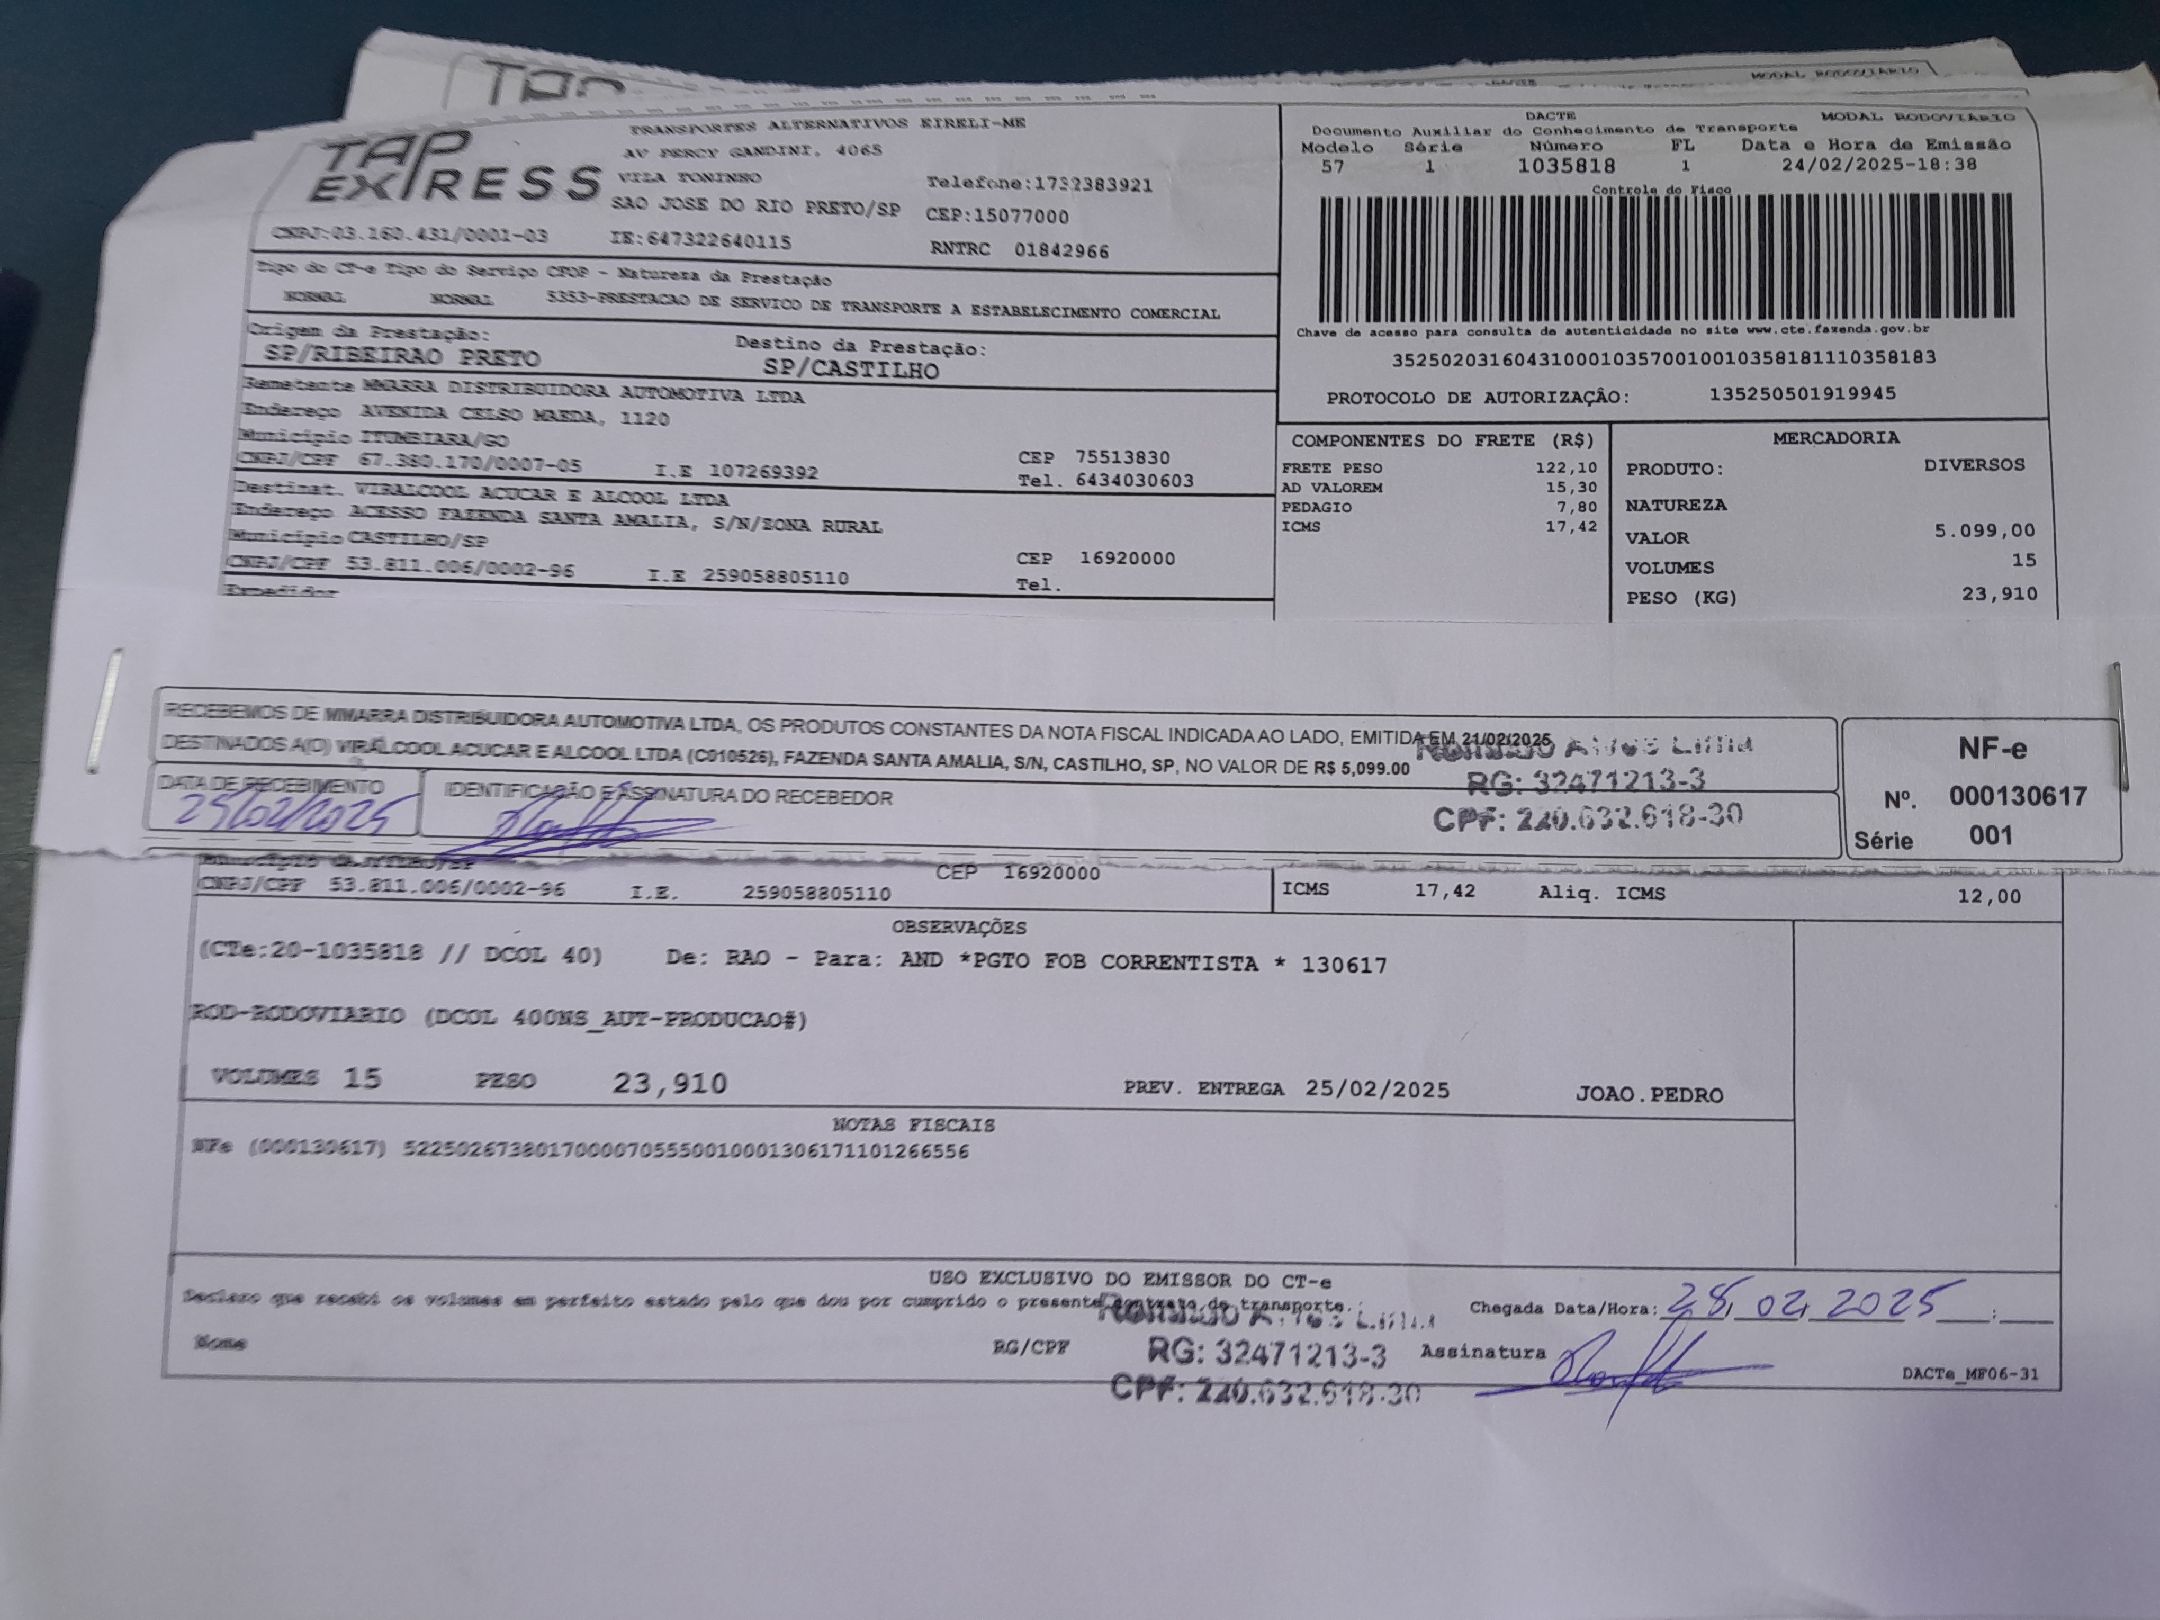 TAP
EXPRESS
TRANSPORTES ALTERNATIVOS EIRELI-ME
AV PERCY GANDINI, 4065
VILA TONINHO
Telefone:1732383921
SAO JOSE DO RIO PRETO/SP CEP:15077000
CNPJ:03.160.431/0001-03 IE:647322640115 RNTRC 01842966
Tipo do CT-e Tipo do Serviço CFOP - Natureza da Prestação
NORMAL NORMAL 5353-PRESTACAO DE SERVICO DE TRANSPORTE A ESTABELECIMENTO COMERCIAL
Origem da Prestação: Destino da Prestação:
SP/RIBEIRAO PRETO SP/CASTILHO
Remetente MMARRA DISTRIBUIDORA AUTOMOTIVA LTDA
Endereço AVENIDA CELSO MAEDA, 1120
Município ITUMBIARA/GO CEP 75513830
CNPJ/CPF 67.380.170/0007-05 I.E 107269392 Tel. 6434030603
Destinat. VIRALCOOL ACUCAR E ALCOOL LTDA
Endereço ACESSO FAZENDA SANTA AMALIA, S/N/ZONA RURAL
Município CASTILHO/SP CEP 16920000
CNPJ/CPF 53.811.006/0002-96 I.E 259058805110 Tel.
Expedidor
MODAL RODOVIARIO
DACTE MODAL RODOVIARIO
Documento Auxiliar do Conhecimento de Transporte
Modelo Série Número FL Data e Hora de Emissão
57 1 1035818 1 24/02/2025-18:38
Controle do Fisco
Chave de acesso para consulta de autenticidade no site www.cte.fazenda.gov.br
35250203160431000103570010010358181110358183
PROTOCOLO DE AUTORIZAÇÃO: 135250501919945
COMPONENTES DO FRETE (R$)
FRETE PESO 122,10
AD VALOREM 15,30
PEDAGIO 7,80
ICMS 17,42
MERCADORIA
PRODUTO: DIVERSOS
NATUREZA
VALOR 5.099,00
VOLUMES 15
PESO (KG) 23,910
RECEBEMOS DE MMARRA DISTRIBUIDORA AUTOMOTIVA LTDA, OS PRODUTOS CONSTANTES DA NOTA FISCAL INDICADA AO LADO, EMITIDA EM 21/02/2025
DESTINADOS A(O) VIRALCOOL ACUCAR E ALCOOL LTDA (C010526), FAZENDA SANTA AMALIA, S/N, CASTILHO, SP, NO VALOR DE R$ 5,099.00
DATA DE RECEBIMENTO IDENTIFICAÇÃO E ASSINATURA DO RECEBEDOR
25/02/2025
Alves Lima
RG: 32471213-3
CPF: 220.632.618-30
NF-e
Nº. 000130617
Série 001
Município CASTILHO/SP CEP 16920000
CNPJ/CPF 53.811.006/0002-96 I.E. 259058805110
ICMS 17,42 Aliq. ICMS 12,00
OBSERVAÇÕES
(CTe:20-1035818 // DCOL 40) De: RAO - Para: AND *PGTO FOB CORRENTISTA * 130617
ROD-RODOVIARIO (DCOL 400NS_AUT-PRODUCAO#)
VOLUMES 15 PESO 23,910 PREV. ENTREGA 25/02/2025 JOAO.PEDRO
NOTAS FISCAIS
NFe (000130617) 52250267380170000705550010001306171101266556
USO EXCLUSIVO DO EMISSOR DO CT-e
Declaro que recebi os volumes em perfeito estado pelo que dou por cumprido o presente contrato de transporte.
Chegada Data/Hora: 25/02/2025
Nome RG/CPF
Alves Lima
RG: 32471213-3
CPF: 220.632.618-30
Assinatura
DACTe_MF06-31